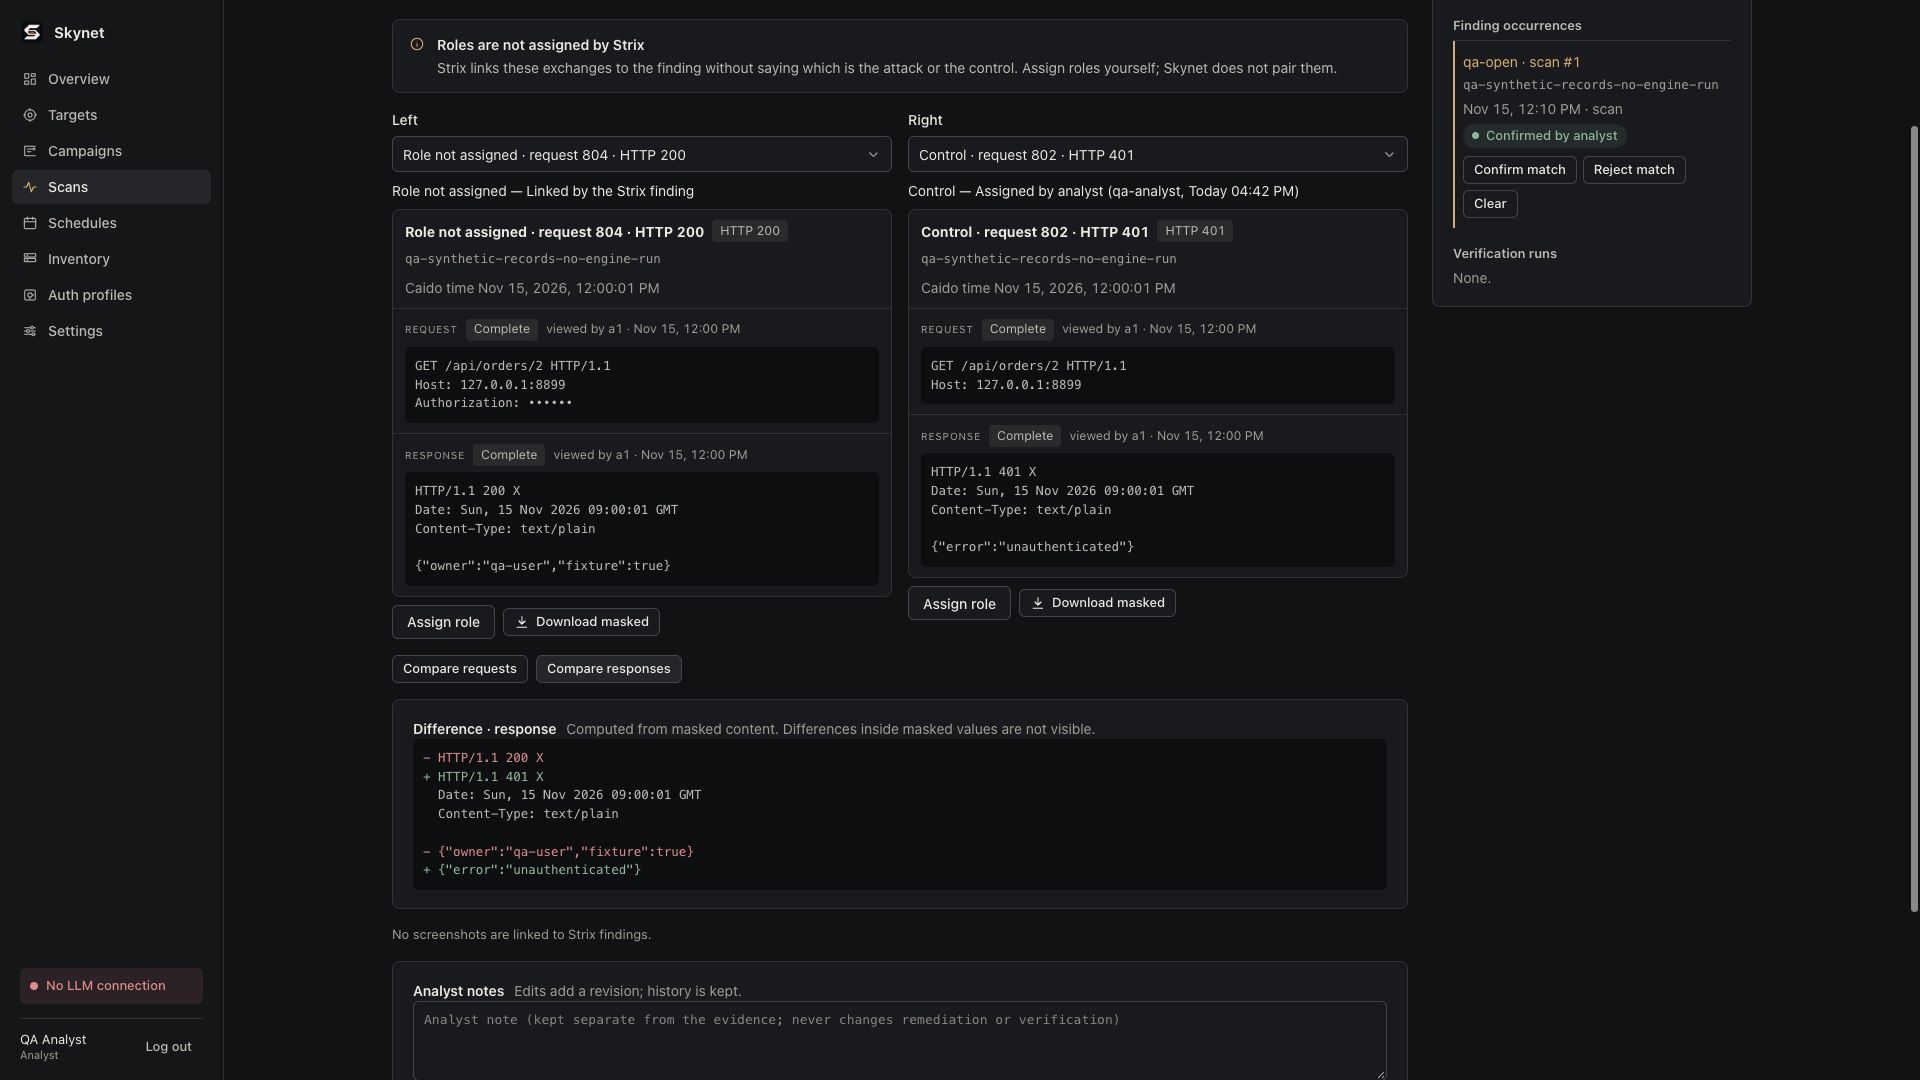 Skynet
Overview
Targets
Campaigns
Scans
Schedules
Inventory
Auth profiles
Settings
No LLM connection
QA Analyst
Analyst
Log out
Roles are not assigned by Strix
Strix links these exchanges to the finding without saying which is the attack or the control. Assign roles yourself; Skynet does not pair them.
Left
Role not assigned · request 804 · HTTP 200
Role not assigned — Linked by the Strix finding
Role not assigned · request 804 · HTTP 200 HTTP 200
qa-synthetic-records-no-engine-run
Caido time Nov 15, 2026, 12:00:01 PM
REQUEST Complete viewed by a1 · Nov 15, 12:00 PM
GET /api/orders/2 HTTP/1.1
Host: 127.0.0.1:8899
Authorization: ••••••
RESPONSE Complete viewed by a1 · Nov 15, 12:00 PM
HTTP/1.1 200 X
Date: Sun, 15 Nov 2026 09:00:01 GMT
Content-Type: text/plain
{"owner":"qa-user","fixture":true}
Assign role Download masked
Right
Control · request 802 · HTTP 401
Control — Assigned by analyst (qa-analyst, Today 04:42 PM)
Control · request 802 · HTTP 401 HTTP 401
qa-synthetic-records-no-engine-run
Caido time Nov 15, 2026, 12:00:01 PM
REQUEST Complete viewed by a1 · Nov 15, 12:00 PM
GET /api/orders/2 HTTP/1.1
Host: 127.0.0.1:8899
RESPONSE Complete viewed by a1 · Nov 15, 12:00 PM
HTTP/1.1 401 X
Date: Sun, 15 Nov 2026 09:00:01 GMT
Content-Type: text/plain
{"error":"unauthenticated"}
Assign role Download masked
Compare requests Compare responses
Difference · response Computed from masked content. Differences inside masked values are not visible.
- HTTP/1.1 200 X
+ HTTP/1.1 401 X
Date: Sun, 15 Nov 2026 09:00:01 GMT
Content-Type: text/plain
- {"owner":"qa-user","fixture":true}
+ {"error":"unauthenticated"}
No screenshots are linked to Strix findings.
Analyst notes Edits add a revision; history is kept.
Analyst note (kept separate from the evidence; never changes remediation or verification)
Finding occurrences
qa-open · scan #1
qa-synthetic-records-no-engine-run
Nov 15, 12:10 PM · scan
Confirmed by analyst
Confirm match Reject match
Clear
Verification runs
None.